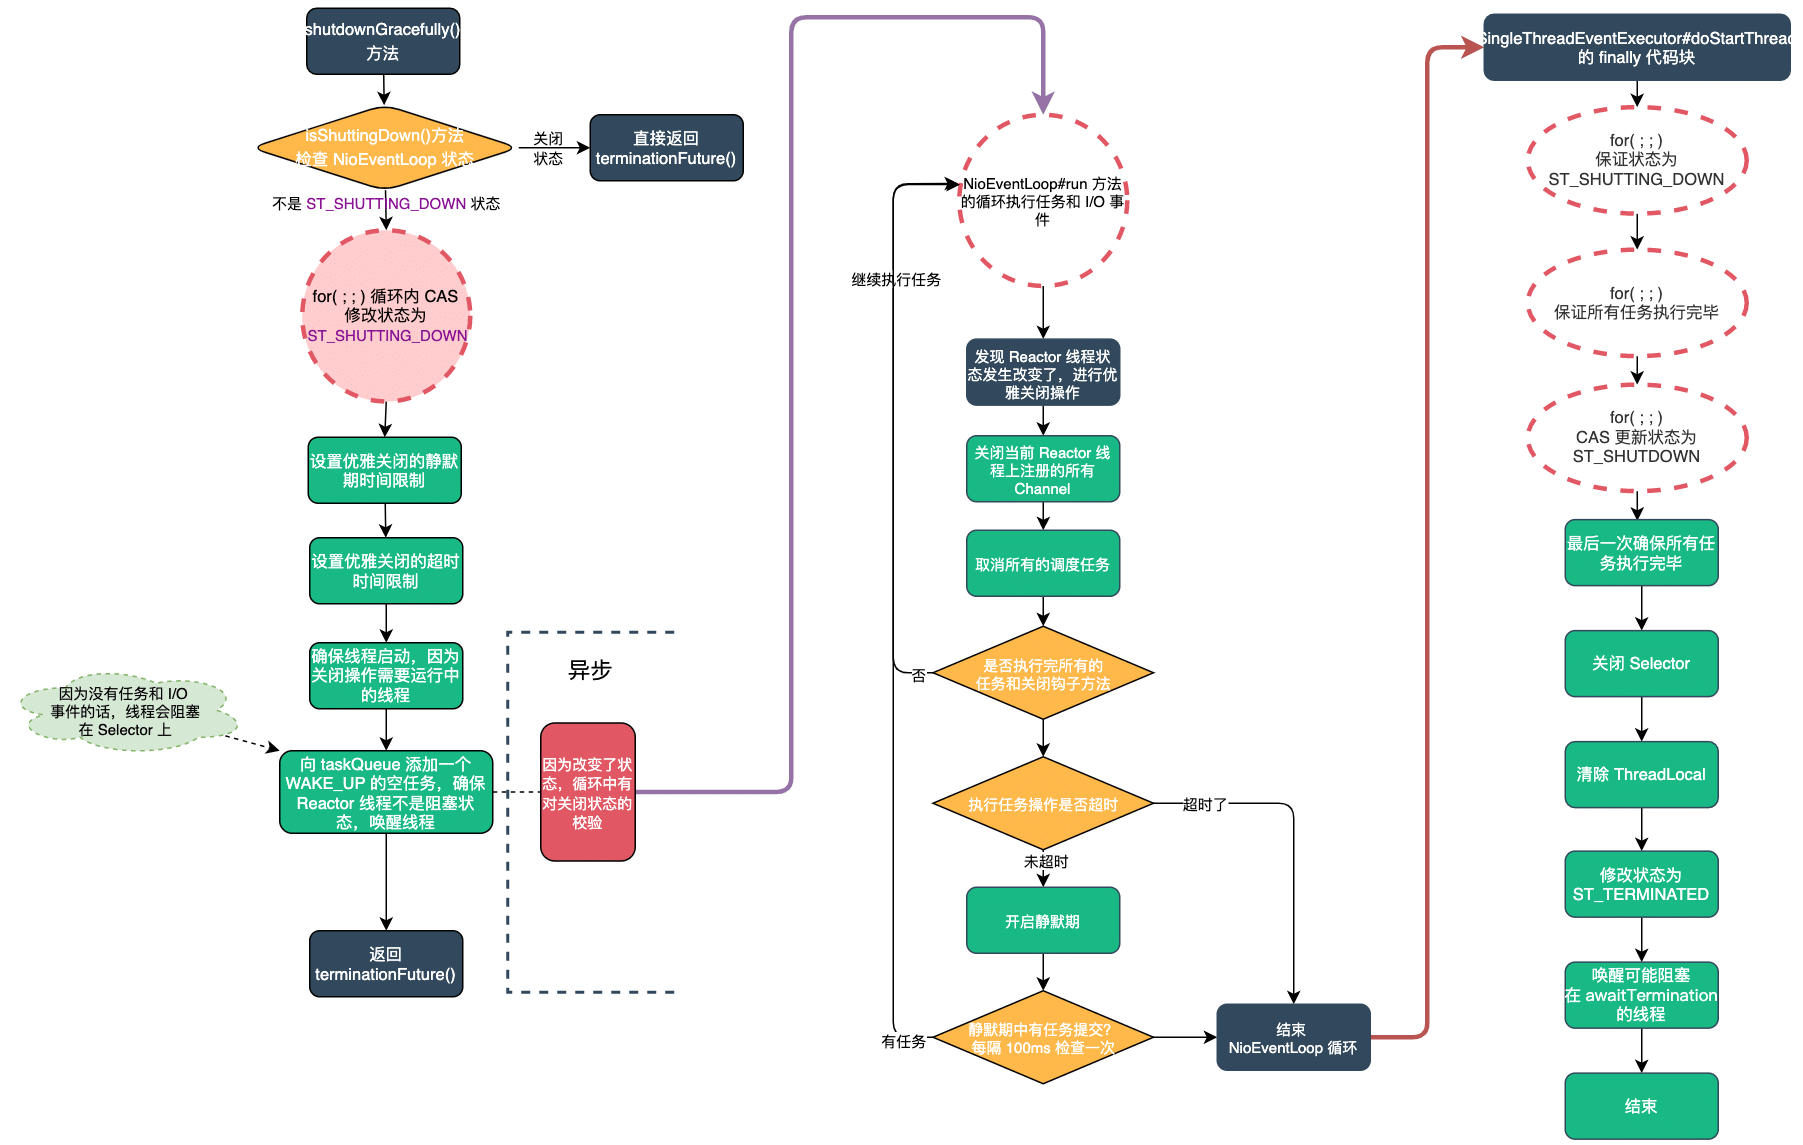 shutdownGracefully()
方法
isShuttingDown()方法
检查 NioEventLoop 状态
关闭
状态
直接返回
terminationFuture()
不是 ST_SHUTTING_DOWN 状态
for( ; ; ) 循环内 CAS
修改状态为
ST_SHUTTING_DOWN
设置优雅关闭的静默
期时间限制
设置优雅关闭的超时
时间限制
确保线程启动，因为
关闭操作需要运行中
的线程
因为没有任务和 I/O
事件的话，线程会阻塞
在 Selector 上
向 taskQueue 添加一个
WAKE_UP 的空任务，确保
Reactor 线程不是阻塞状
态，唤醒线程
返回
terminationFuture()
异步
因为改变了状
态，循环中有
对关闭状态的
校验
NioEventLoop#run 方法
的循环执行任务和 I/O 事
件
继续执行任务
发现 Reactor 线程状
态发生改变了，进行优
雅关闭操作
关闭当前 Reactor 线
程上注册的所有
Channel
取消所有的调度任务
是否执行完所有的
任务和关闭钩子方法
否
执行任务操作是否超时
超时了
未超时
开启静默期
静默期中有任务提交?
每隔 100ms 检查一次
有任务
结束
NioEventLoop 循环
SingleThreadEventExecutor#doStartThread
的 finally 代码块
for( ; ; )
保证状态为
ST_SHUTTING_DOWN
for( ; ; )
保证所有任务执行完毕
for( ; ; )
CAS 更新状态为
ST_SHUTDOWN
最后一次确保所有任
务执行完毕
关闭 Selector
清除 ThreadLocal
修改状态为
ST_TERMINATED
唤醒可能阻塞
在 awaitTermination
的线程
结束